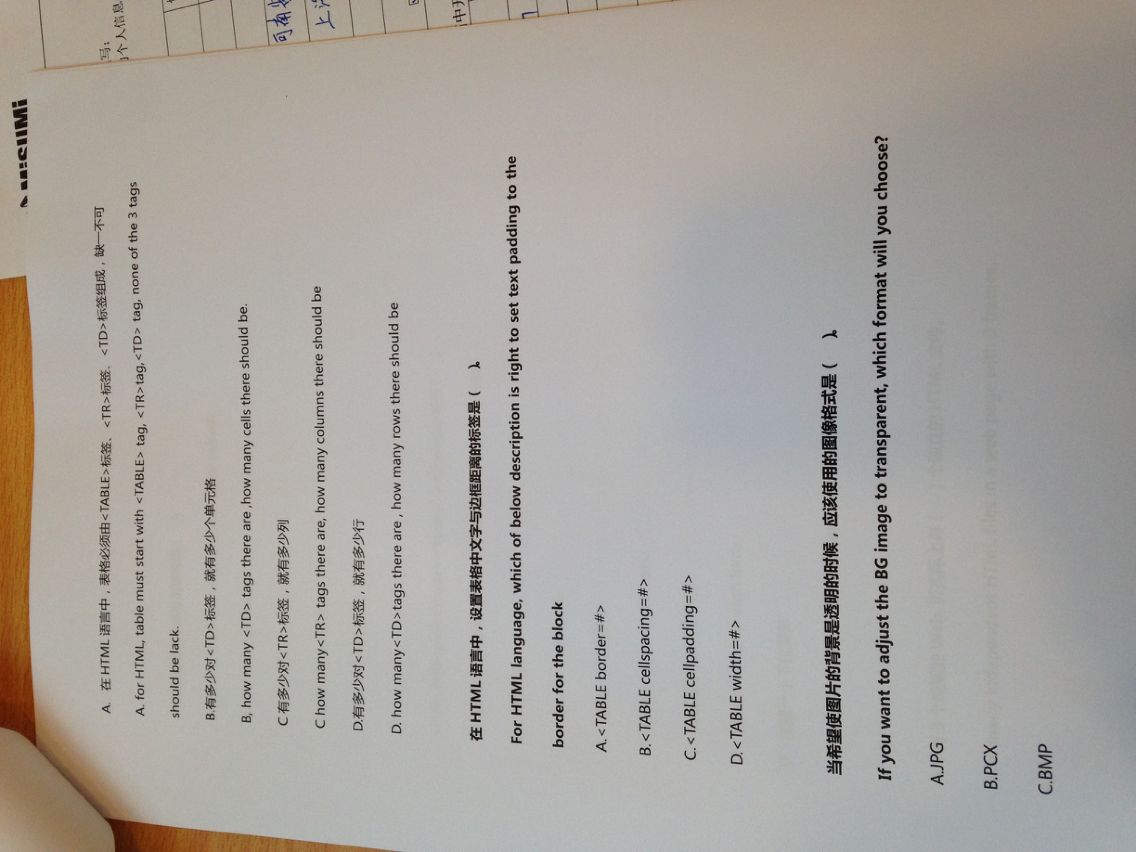 MiSUMi
A. 在 HTML 语言中，表格必须由<TABLE>标签、<TR>标签、<TD>标签组成，缺一不可
A. for HTML, table must start with <TABLE> tag, <TR>tag,<TD> tag, none of the 3 tags
should be lack.
B.有多少对<TD>标签，就有多少个单元格
B, how many <TD> tags there are ,how many cells there should be.
C 有多少对<TR>标签，就有多少列
C how many<TR> tags there are, how many columns there should be
D.有多少对<TD>标签，就有多少行
D. how many<TD>tags there are , how many rows there should be
在 HTML 语言中，设置表格中文字与边框距离的标签是 ( )。
For HTML language, which of below description is right to set text padding to the
border for the block
A.<TABLE border=#>
B.<TABLE cellspacing=#>
C.<TABLE cellpadding=#>
D.<TABLE width=#>
当希望使图片的背景是透明的时候，应该使用的图像格式是 ( )。
If you want to adjust the BG image to transparent, which format will you choose?
A.JPG
B.PCX
C.BMP
写：
个人信息
河南
上
中